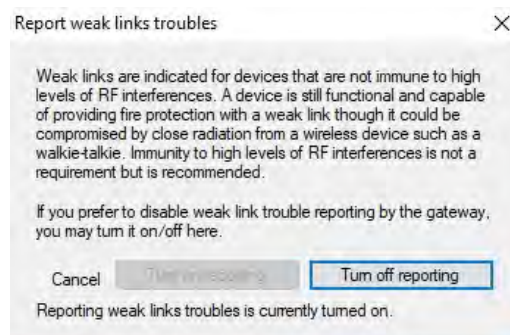 Report weak links troubles
Weak links are indicated for devices that are not immune to high
levels of RF interferences. A device is still functional and capable
of providing fire protection with a weak link though it could be
compromised by close radiation from a wireless device such as a
walkie-talkie. Immunity to high levels of RF interferences is not a
requirement but is recommended.
If you prefer to disable weak link trouble reporting by the gateway,
you may turn it on/off here.
Cancel Turn off reporting
Reporting weak links troubles is currently turned on.